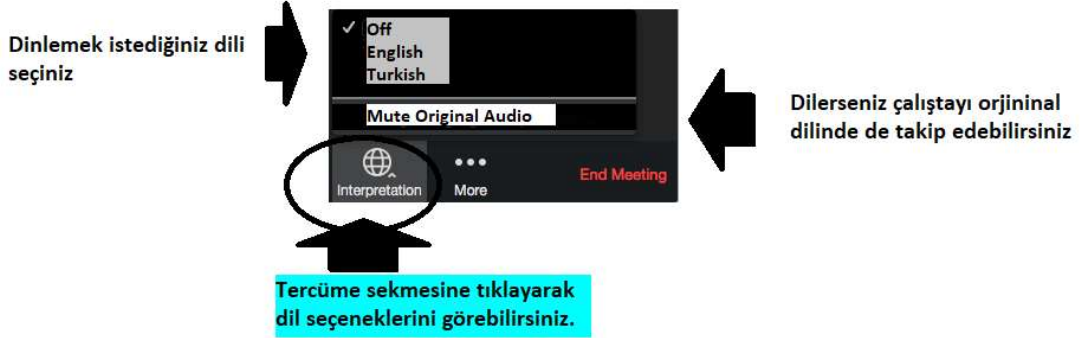 Dinlemek istediğiniz dili
seçiniz
Off
English
Turkish
Mute Original Audio
Dilerseniz çalıştayı orjininal
dilinde de takip edebilirsiniz
Interpretation
More
End Meeting
Tercüme sekmesine tıklayarak
dil seçeneklerini görebilirsiniz.